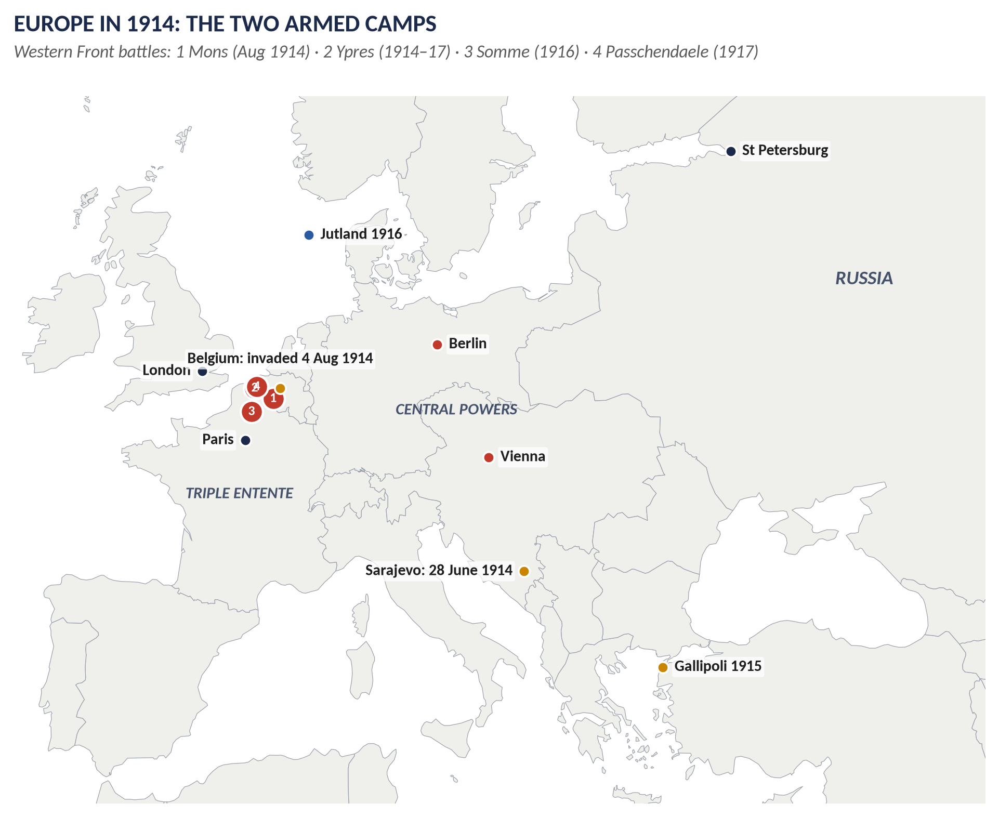 EUROPE IN 1914: THE TWO ARMED CAMPS
Western Front battles: 1 Mons (Aug 1914) · 2 Ypres (1914–17) · 3 Somme (1916) · 4 Passchendaele (1917)
St Petersburg
Jutland 1916
RUSSIA
Berlin
Belgium: invaded 4 Aug 1914
London
2
4
1
3
CENTRAL POWERS
Paris
Vienna
TRIPLE ENTENTE
Sarajevo: 28 June 1914
Gallipoli 1915